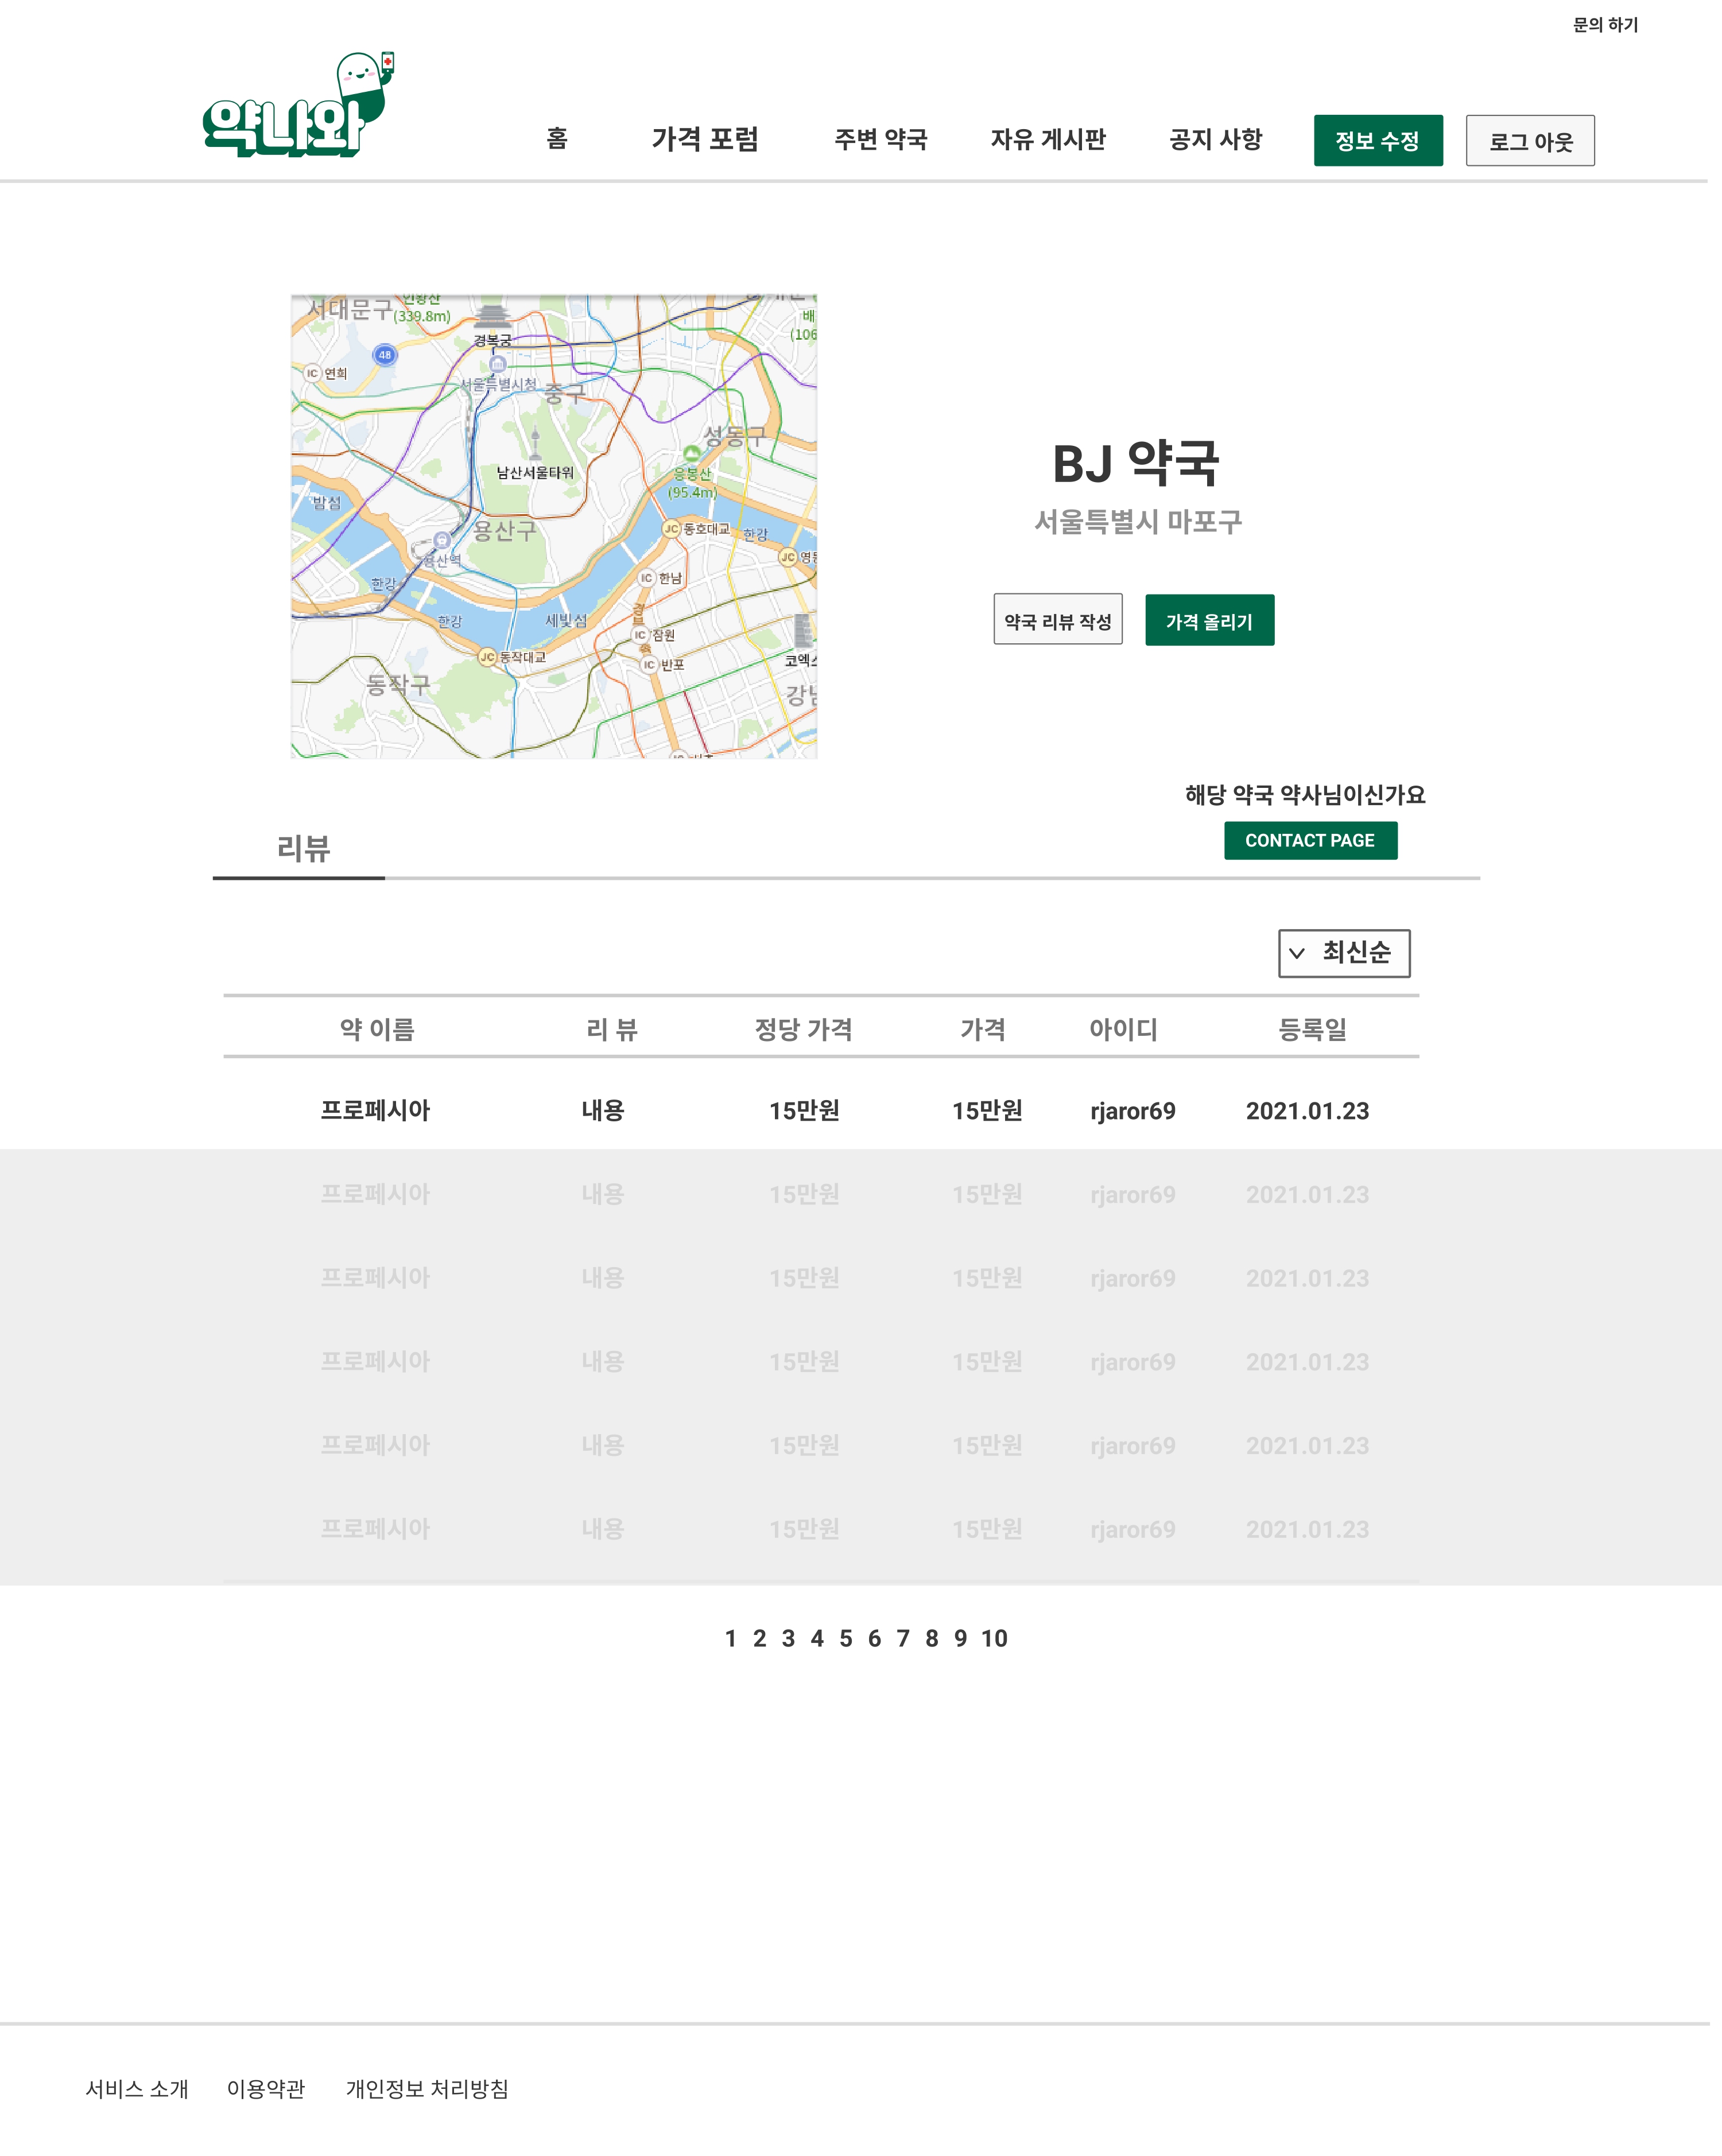 문의 하기
약나와
홈 가격 포럼 주변 약국 자유 게시판 공지 사항 정보 수정 로그 아웃
서대문구
(339.8m)
경복궁
48
IC 연희
서울특별시청
중구
성동구
남산서울타워
응봉산
(95.4m)
밤섬
용산구
JC 동호대교
한강
용산역
JC
IC 한남
한강
한강
세빛섬
IC 잠원
JC 동작대교
IC 반포
동작구
BJ 약국
서울특별시 마포구
약국 리뷰 작성 가격 올리기
해당 약국 약사님이신가요
CONTACT PAGE
리뷰
최신순
약 이름 리 뷰 정당 가격 가격 아이디 등록일
프로페시아 내용 15만원 15만원 rjaror69 2021.01.23
프로페시아 내용 15만원 15만원 rjaror69 2021.01.23
프로페시아 내용 15만원 15만원 rjaror69 2021.01.23
프로페시아 내용 15만원 15만원 rjaror69 2021.01.23
프로페시아 내용 15만원 15만원 rjaror69 2021.01.23
프로페시아 내용 15만원 15만원 rjaror69 2021.01.23
1 2 3 4 5 6 7 8 9 10
서비스 소개 이용약관 개인정보 처리방침